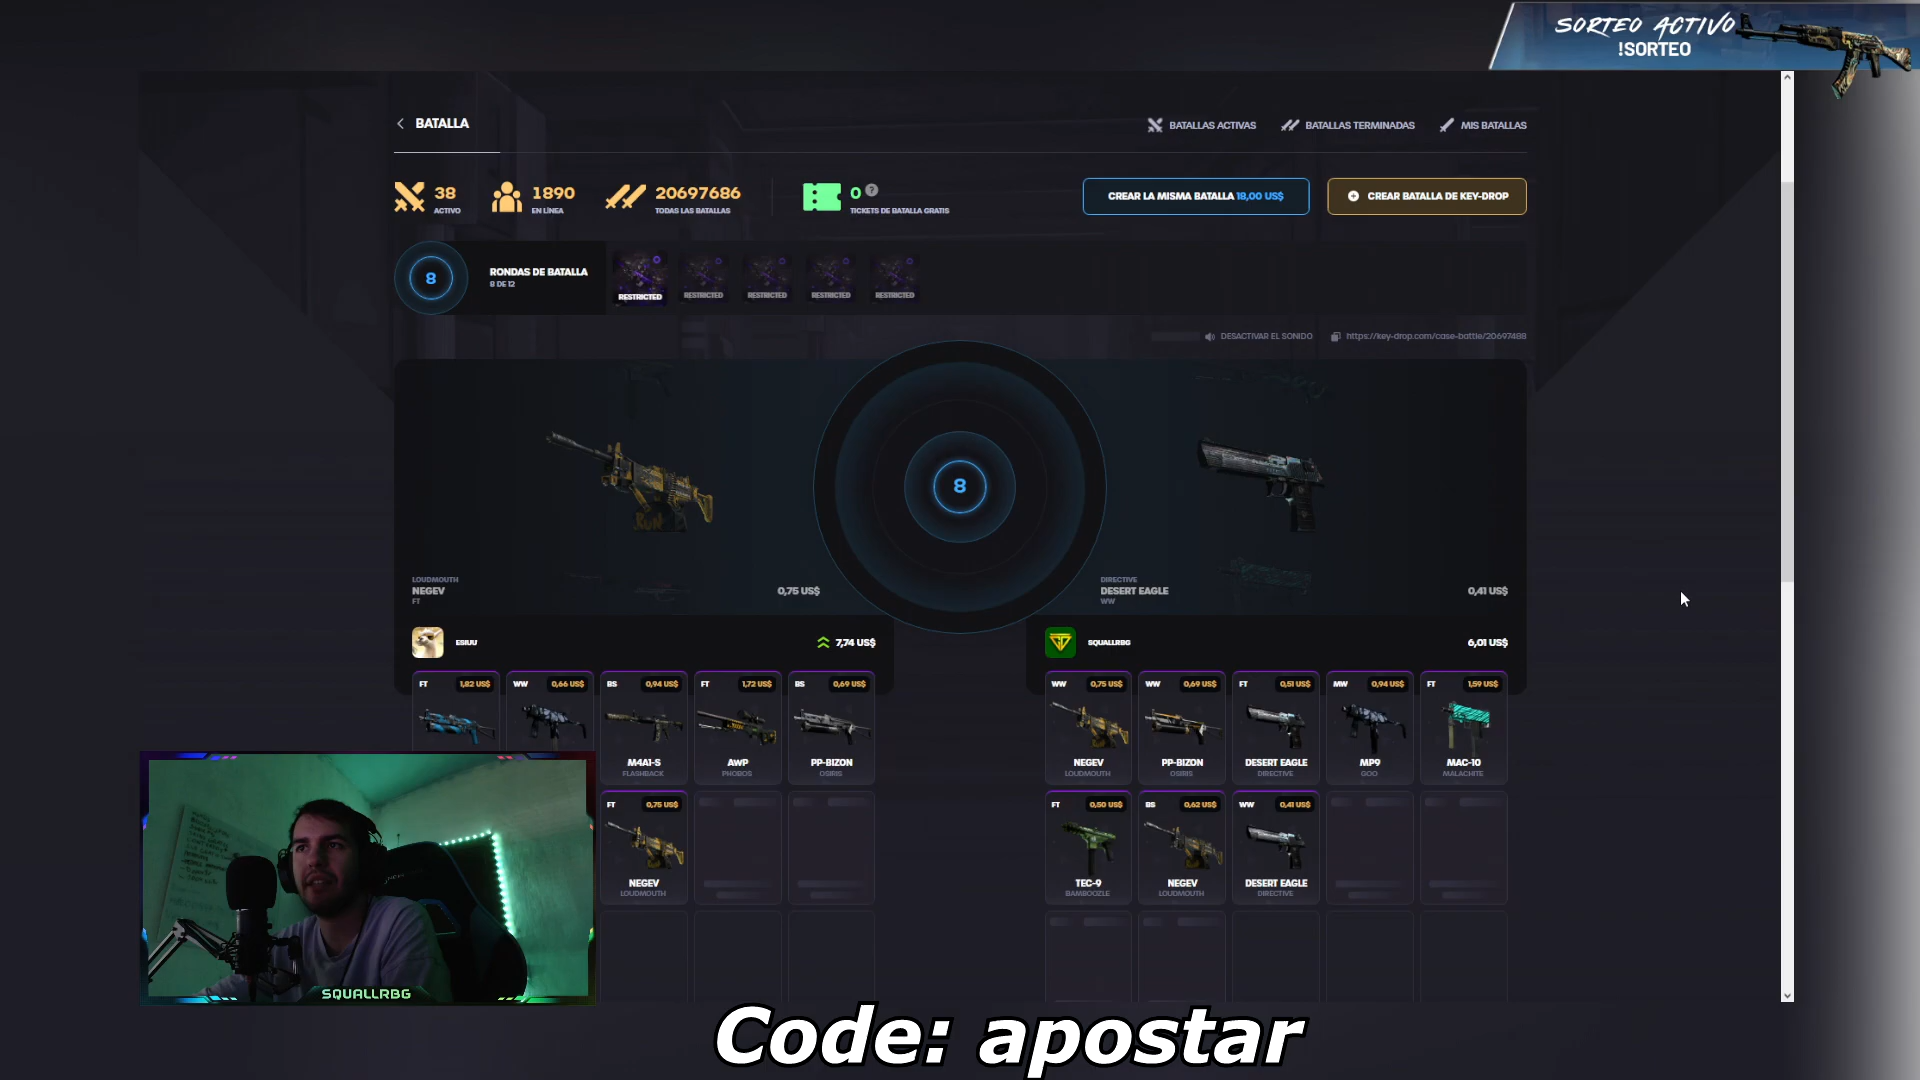 SORTEO ACTIVO
!SORTEO
BATALLA
BATALLAS ACTIVAS
BATALLAS TERMINADAS
MIS BATALLAS
38
ACTIVO
1890
EN LÍNEA
20697686
TODAS LAS BATALLAS
0
?
TICKETS DE BATALLA GRATIS
CREAR LA MISMA BATALLA 18,00 US$
CREAR BATALLA DE KEY-DROP
8
RONDAS DE BATALLA
8 DE 12
RESTRICTED
RESTRICTED
RESTRICTED
RESTRICTED
RESTRICTED
DESACTIVAR EL SONIDO
https://key-drop.com/case-battle/20697488
8
LOUDMOUTH
NEGEV
FT
0,75 US$
DIRECTIVE
DESERT EAGLE
WW
0,41 US$
ESIUU
7,74 US$
SQUALLRBG
6,01 US$
FT 1,82 US$
WW 0,66 US$
BS 0,94 US$
M4A1-S
FLASHBACK
FT 1,72 US$
AWP
PHOBOS
BS 0,69 US$
PP-BIZON
OSIRIS
WW 0,75 US$
NEGEV
LOUDMOUTH
WW 0,69 US$
PP-BIZON
OSIRIS
FT 0,51 US$
DESERT EAGLE
DIRECTIVE
MW 0,94 US$
MP9
GOO
FT 1,59 US$
MAC-10
MALACHITE
FT 0,75 US$
NEGEV
LOUDMOUTH
FT 0,50 US$
TEC-9
BAMBOOZLE
BS 0,62 US$
NEGEV
LOUDMOUTH
WW 0,41 US$
DESERT EAGLE
DIRECTIVE
SQUALLRBG
Code: apostar